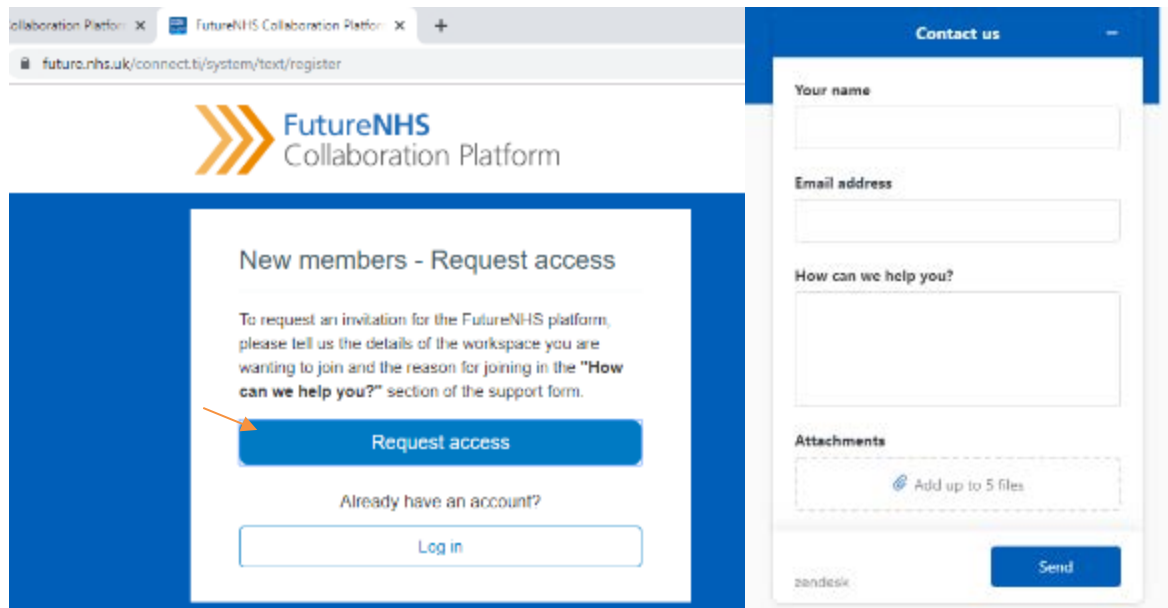 ollaboration Platform
FutureNHS Collaboration Platfor
future.nhs.uk/connect.ti/system/text/register
FutureNHS
Collaboration Platform
New members - Request access
To request an invitation for the FutureNHS platform,
please tell us the details of the workspace you are
wanting to join and the reason for joining in the "How
can we help you?" section of the support form.
Request access
Already have an account?
Log in
Contact us
Your name
Email address
How can we help you?
Attachments
Add up to 5 files
Send
zendesk